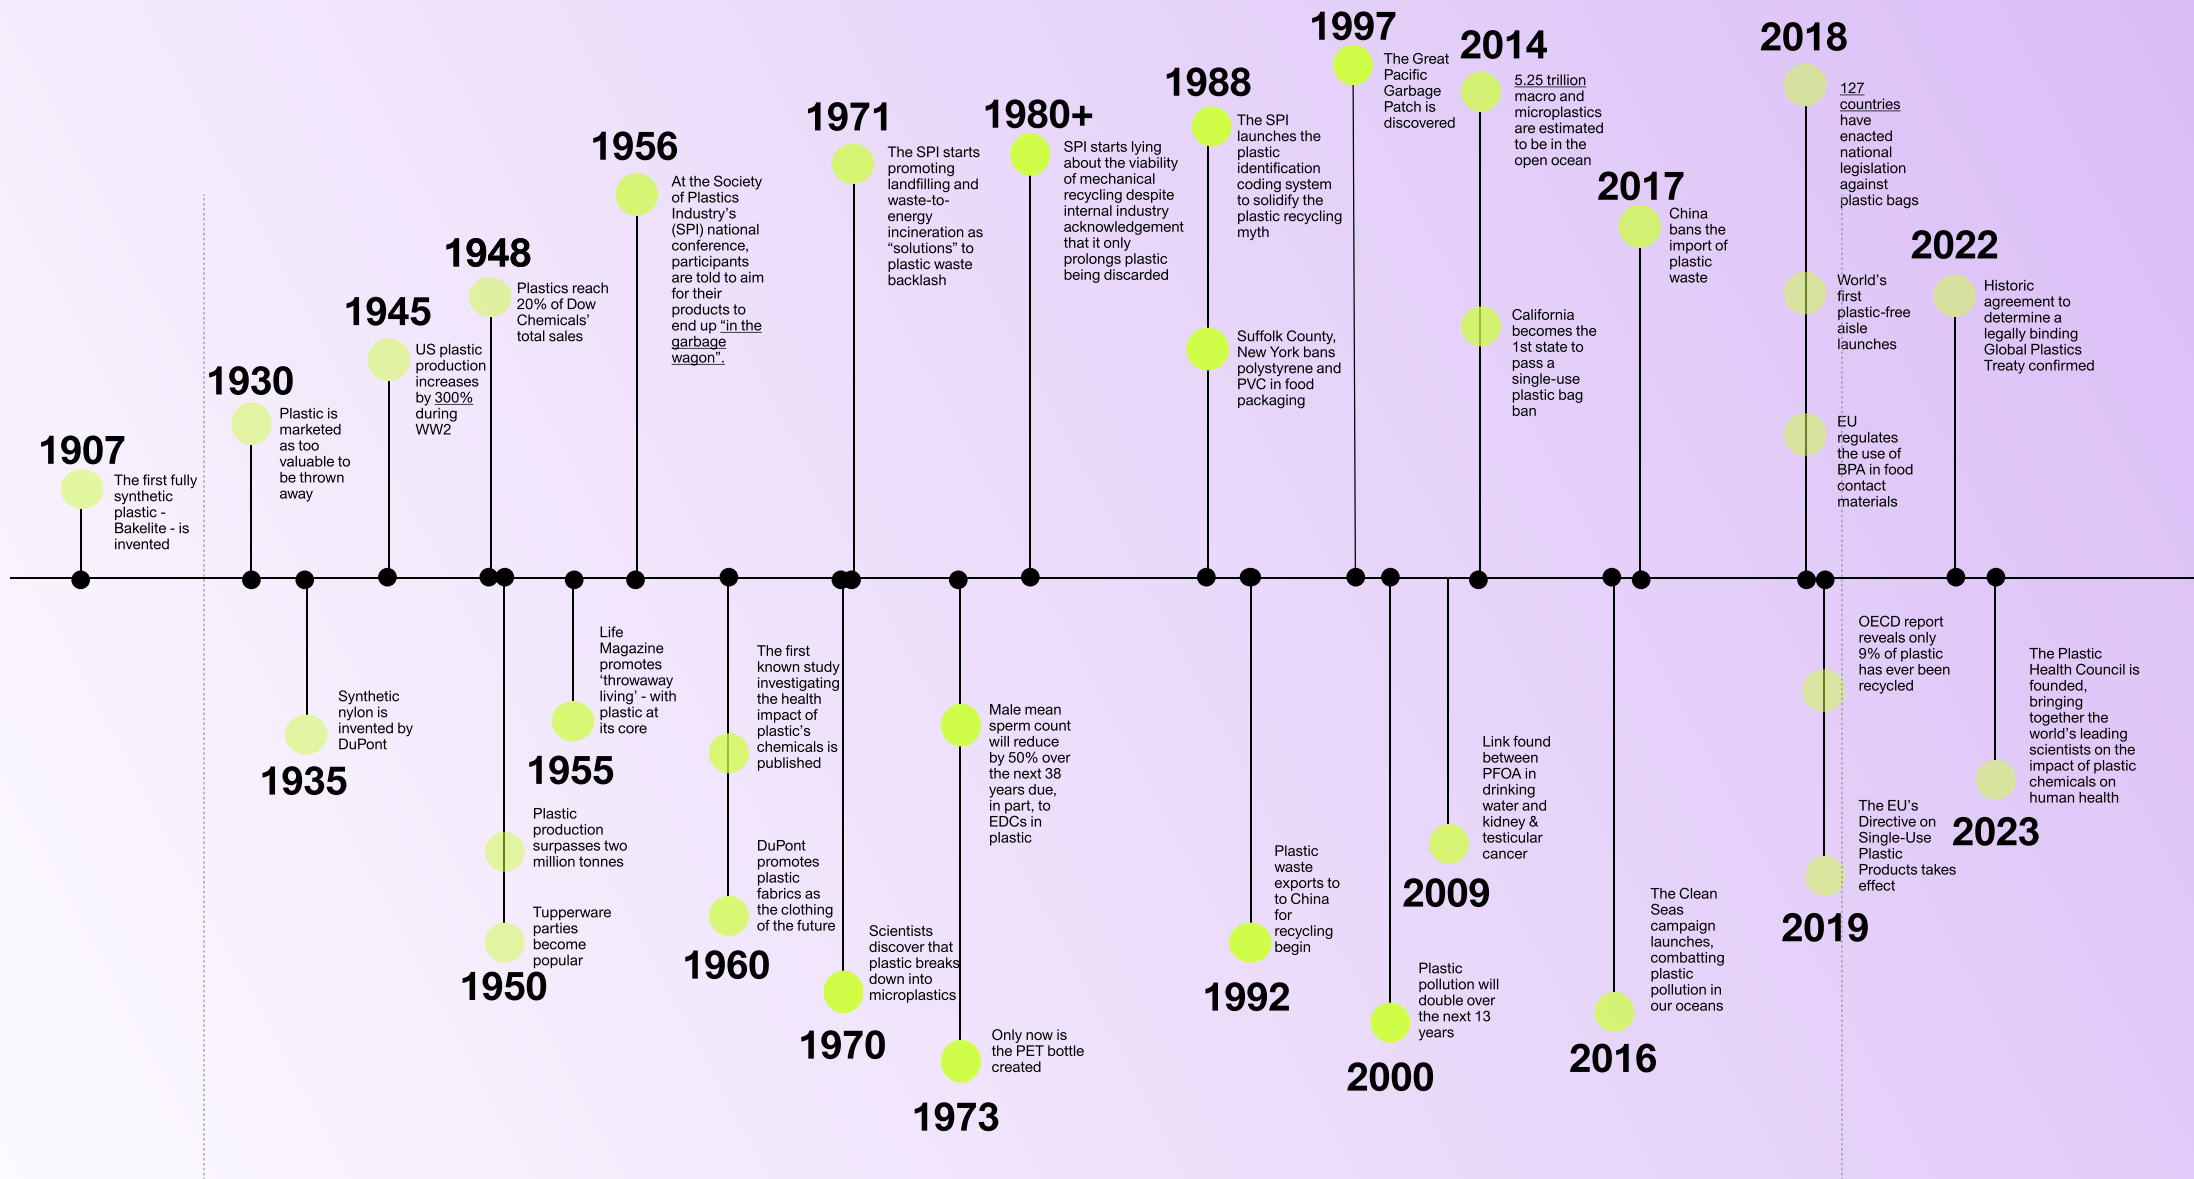 1907
The first fully
synthetic
plastic -
Bakelite - is
invented
1930
Plastic is
marketed
as too
valuable to
be thrown
away
1935
Synthetic
nylon is
invented by
DuPont
1945
US plastic
production
increases
by 300%
during
WW2
1948
Plastics reach
20% of Dow
Chemicals’
total sales
Plastic
production
surpasses two
million tonnes
Tupperware
parties
become
popular
1950
Life
Magazine
promotes
‘throwaway
living’ - with
plastic at
its core
1955
1956
At the Society
of Plastics
Industry’s
(SPI) national
conference,
participants
are told to aim
for their
products to
end up “in the
garbage
wagon”.
The first
known study
investigating
the health
impact of
plastic’s
chemicals is
published
DuPont
promotes
plastic
fabrics as
the clothing
of the future
1960
Scientists
discover that
plastic breaks
down into
microplastics
1970
1971
The SPI starts
promoting
landfilling and
waste-to-
energy
incineration as
“solutions” to
plastic waste
backlash
Male mean
sperm count
will reduce
by 50% over
the next 38
years due,
in part, to
EDCs in
plastic
Only now is
the PET bottle
created
1973
1980+
SPI starts lying
about the viability
of mechanical
recycling despite
internal industry
acknowledgement
that it only
prolongs plastic
being discarded
1988
The SPI
launches the
plastic
identification
coding system
to solidify the
plastic recycling
myth
Suffolk County,
New York bans
polystyrene and
PVC in food
packaging
Plastic
waste
exports to
to China
for
recycling
begin
1992
1997
The Great
Pacific
Garbage
Patch is
discovered
Plastic
pollution will
double over
the next 13
years
2000
Link found
between
PFOA in
drinking
water and
kidney &
testicular
cancer
2009
2014
5.25 trillion
macro and
microplastics
are estimated
to be in the
open ocean
California
becomes the
1st state to
pass a
single-use
plastic bag
ban
The Clean
Seas
campaign
launches,
combatting
plastic
pollution in
our oceans
2016
2017
China
bans the
import of
plastic
waste
2018
127
countries
have
enacted
national
legislation
against
plastic bags
World’s
first
plastic-free
aisle
launches
EU
regulates
the use of
BPA in food
contact
materials
OECD report
reveals only
9% of plastic
has ever been
recycled
The EU’s
Directive on
Single-Use
Plastic
Products takes
effect
2019
2022
Historic
agreement to
determine a
legally binding
Global Plastics
Treaty confirmed
The Plastic
Health Council is
founded,
bringing
together the
world’s leading
scientists on the
impact of plastic
chemicals on
human health
2023